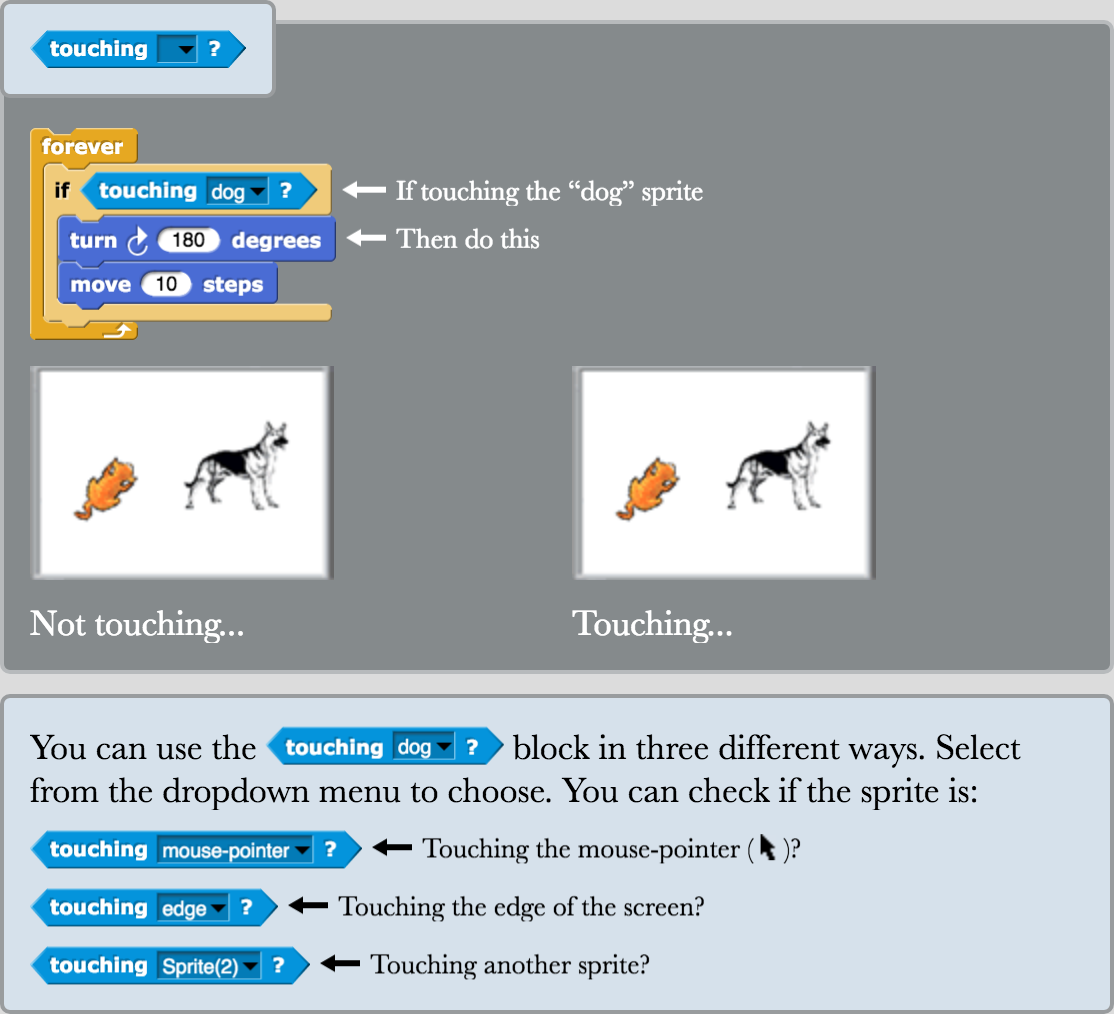 touching ?
forever
if touching dog ? If touching the “dog” sprite
turn 180 degrees Then do this
move 10 steps
Not touching... Touching...
You can use the touching dog ? block in three different ways. Select
from the dropdown menu to choose. You can check if the sprite is:
touching mouse-pointer ? Touching the mouse-pointer ( )?
touching edge ? Touching the edge of the screen?
touching Sprite(2) ? Touching another sprite?